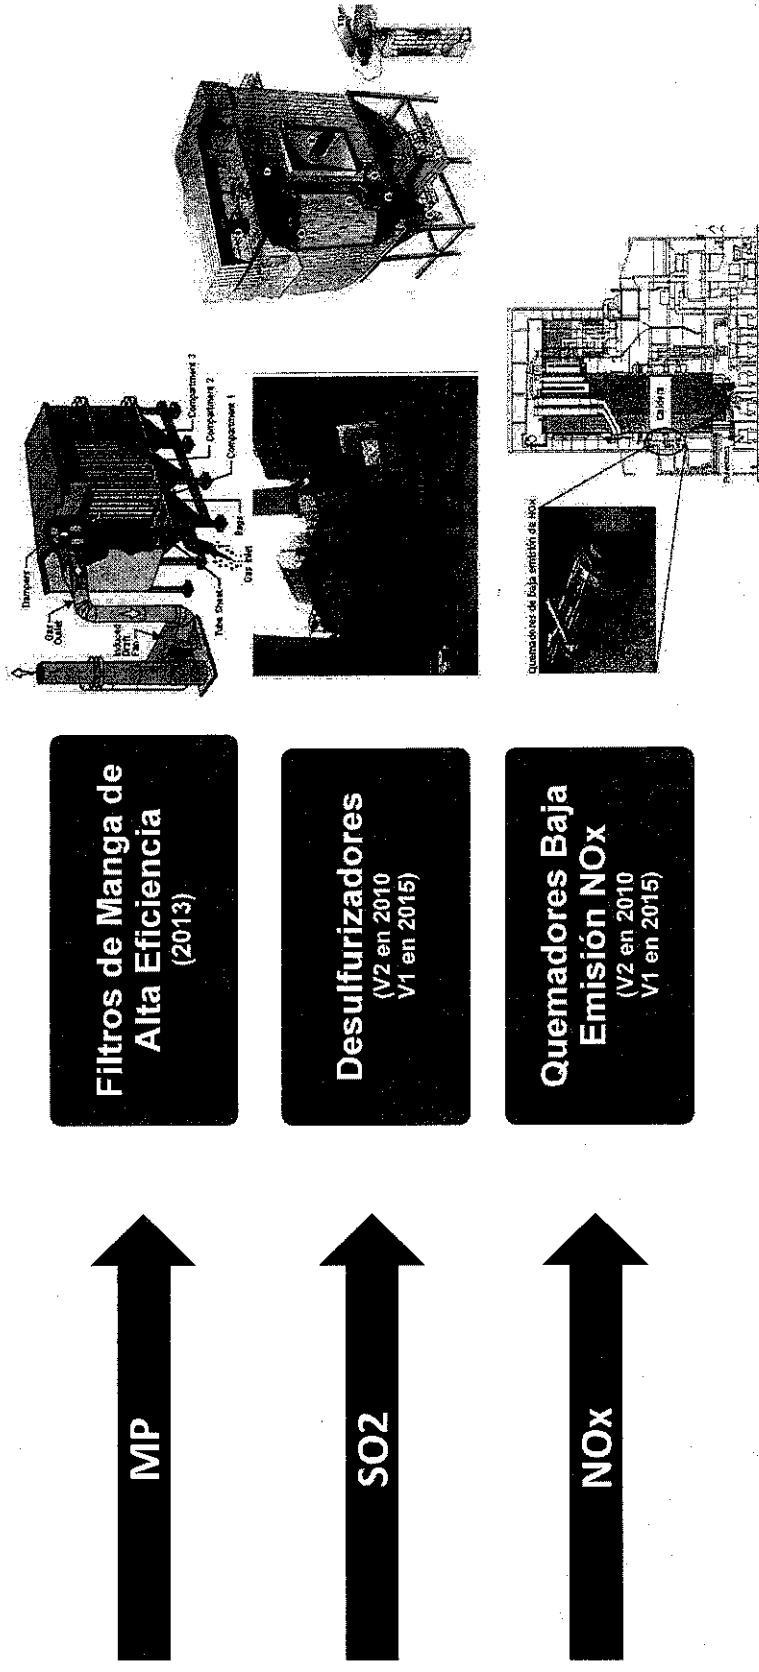 MP
Filtros de Manga de
Alta Eficiencia
(2013)
Damper
Gas
Outlet
Induced
Draft
Fan
Tube Sheet
Gas Inlet
Bags
Compartment 1
Compartment 2
Compartment 3
SO2
Desulfurizadores
(V2 en 2010
V1 en 2015)
NOx
Quemadores Baja
Emisión NOx
(V2 en 2010
V1 en 2015)
Quemadores de baja emisión de Nox:
Caldera